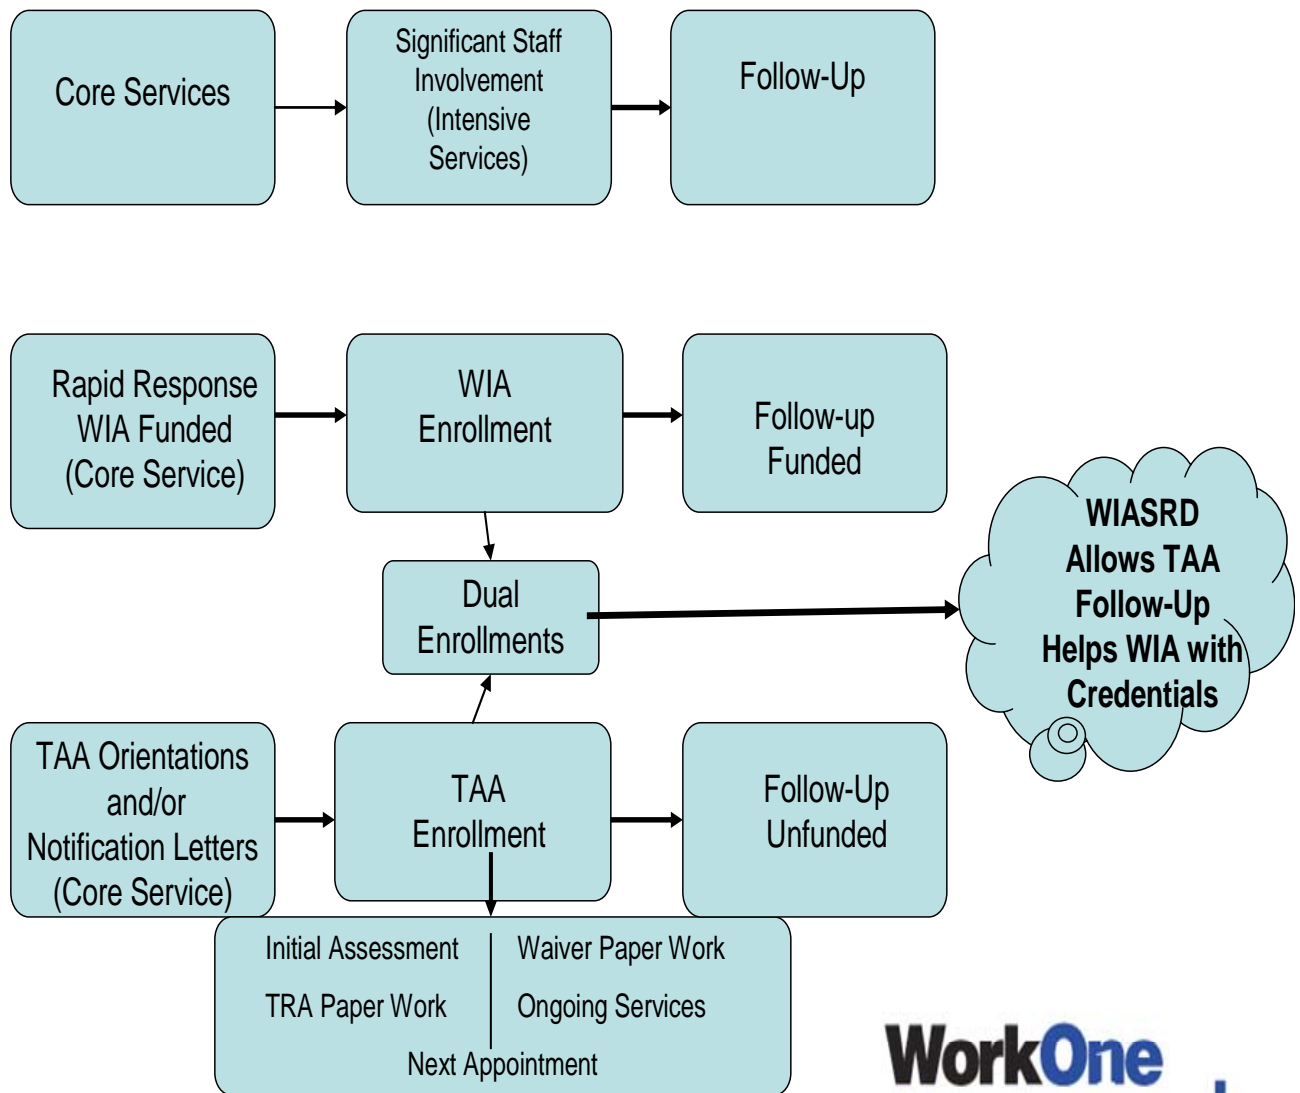 Core Services
Significant Staff
Involvement
(Intensive
Services)
Follow-Up
Rapid Response
WIA Funded
(Core Service)
WIA
Enrollment
Follow-up
Funded
Dual
Enrollments
WIASRD
Allows TAA
Follow-Up
Helps WIA with
Credentials
TAA Orientations
and/or
Notification Letters
(Core Service)
TAA
Enrollment
Follow-Up
Unfunded
Initial Assessment
Waiver Paper Work
TRA Paper Work
Ongoing Services
Next Appointment
WorkOne